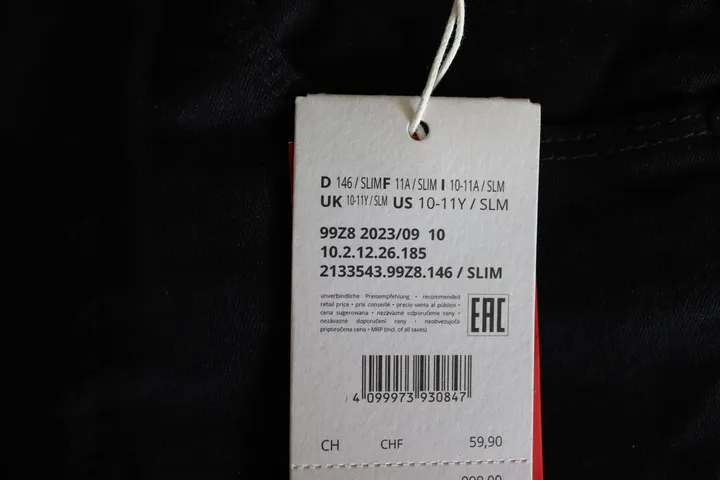 D 146 / SLIM F 11A / SLIM I 10-11A / SLM
UK 10-11Y / SLM US 10-11Y / SLM
99Z8 2023/09 10
10.2.12.26.185
2133543.99Z8.146 / SLIM
unverbindliche Preisempfehlung • recommended
retail price • prix conseillé • precio venta al público •
cena sugerowana • nezávazné odporučenie ceny •
nezávazné doporučení ceny • neobvezujoča
priporočena cena • MRP (incl. of all taxes)
EAC
4 099973 930847
CH CHF 59,90